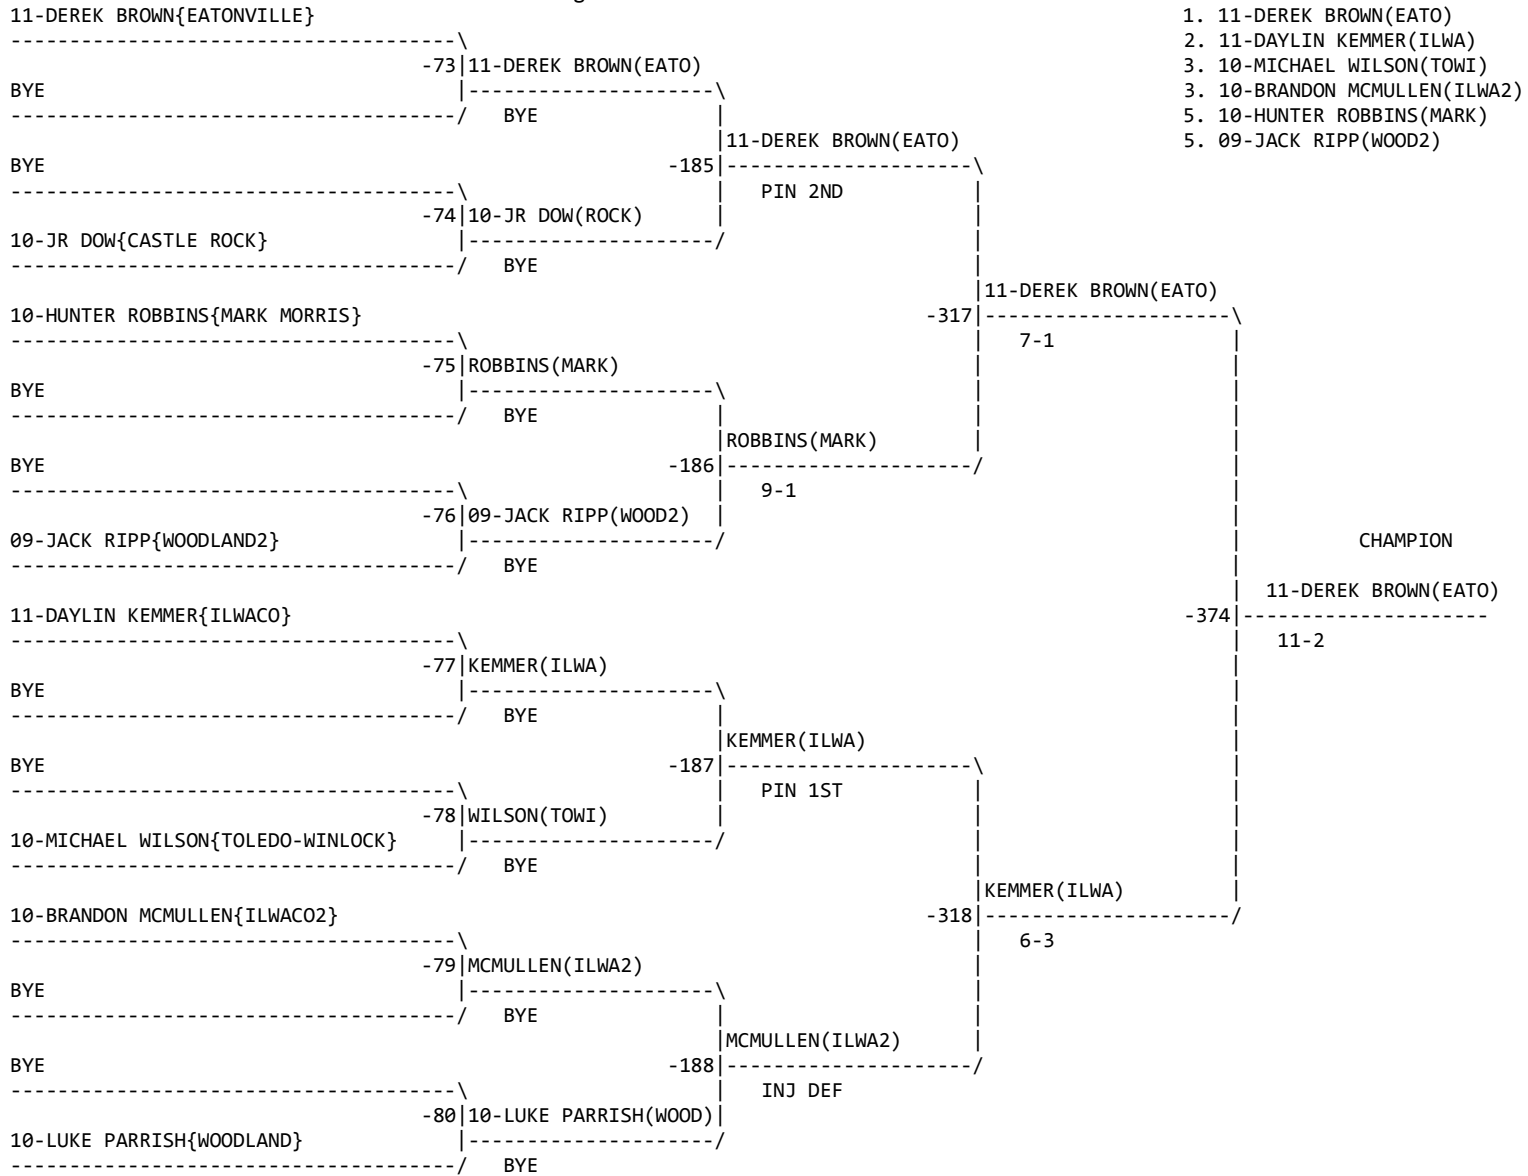 11-DEREK BROWN{EATONVILLE}
1. 11-DEREK BROWN(EATO)
2. 11-DAYLIN KEMMER(ILWA)
-73 11-DEREK BROWN(EATO)
3. 10-MICHAEL WILSON(TOWI)
BYE
3. 10-BRANDON MCMULLEN(ILWA2)
BYE
5. 10-HUNTER ROBBINS(MARK)
11-DEREK BROWN(EATO)
5. 09-JACK RIPP(WOOD2)
BYE
-185
PIN 2ND
-74 10-JR DOW(ROCK)
10-JR DOW{CASTLE ROCK}
BYE
11-DEREK BROWN(EATO)
10-HUNTER ROBBINS{MARK MORRIS}
-317
7-1
-75 ROBBINS(MARK)
BYE
BYE
ROBBINS(MARK)
BYE
-186
9-1
-76 09-JACK RIPP(WOOD2)
09-JACK RIPP{WOODLAND2}
CHAMPION
BYE
11-DEREK BROWN(EATO)
11-DAYLIN KEMMER{ILWACO}
-374
11-2
-77 KEMMER(ILWA)
BYE
BYE
KEMMER(ILWA)
BYE
-187
PIN 1ST
-78 WILSON(TOWI)
10-MICHAEL WILSON{TOLEDO-WINLOCK}
BYE
KEMMER(ILWA)
10-BRANDON MCMULLEN{ILWACO2}
-318
6-3
-79 MCMULLEN(ILWA2)
BYE
BYE
MCMULLEN(ILWA2)
BYE
-188
INJ DEF
-80 10-LUKE PARRISH(WOOD)
10-LUKE PARRISH{WOODLAND}
BYE